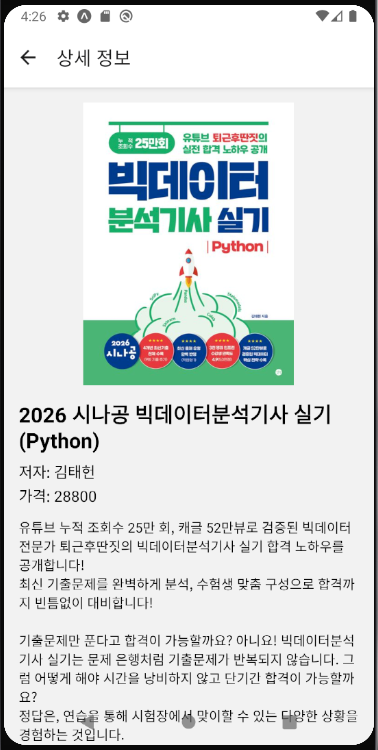 4:26
상세 정보
누적
조회수 25만회
유튜브 퇴근후딴짓의
실전 합격 노하우 공개
빅데이터
분석기사 실기
Python
김태헌 지음
2026
시나공
2026 시나공 빅데이터분석기사 실기
(Python)
저자: 김태헌
가격: 28800
유튜브 누적 조회수 25만 회, 캐글 52만뷰로 검증된 빅데이터
전문가 퇴근후딴짓의 빅데이터분석기사 실기 합격 노하우를
공개합니다!
최신 기출문제를 완벽하게 분석, 수험생 맞춤 구성으로 합격까
지 빈틈없이 대비합니다!
기출문제만 푼다고 합격이 가능할까요? 아니요! 빅데이터분석
기사 실기는 문제 은행처럼 기출문제가 반복되지 않습니다. 그
럼 어떻게 해야 시간을 낭비하지 않고 단기간 합격이 가능할까
요?
정답은, 연습을 통해 시험장에서 맞이할 수 있는 다양한 상황을
경험하는 것입니다.